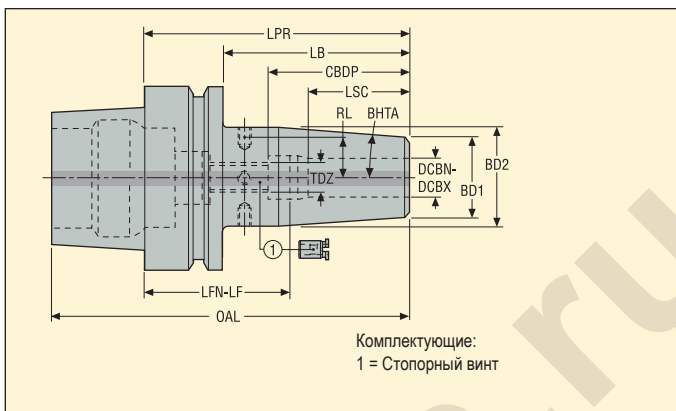 LPR
LB
CBDP
LSC
RL
BHTA
BD2
DCBN-
DCBX
BD1
TDZ
1
LFN-LF
OAL
Комплектующие:
1 = Стопорный винт
.ru